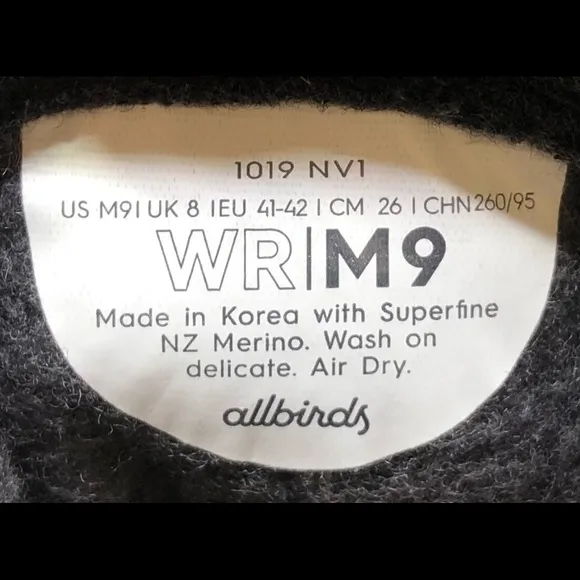 1019 NV1
US M9 | UK 8 | EU 41-42 | CM 26 | CHN 260/95
WR|M9
Made in Korea with Superfine
NZ Merino. Wash on
delicate. Air Dry.
allbirds